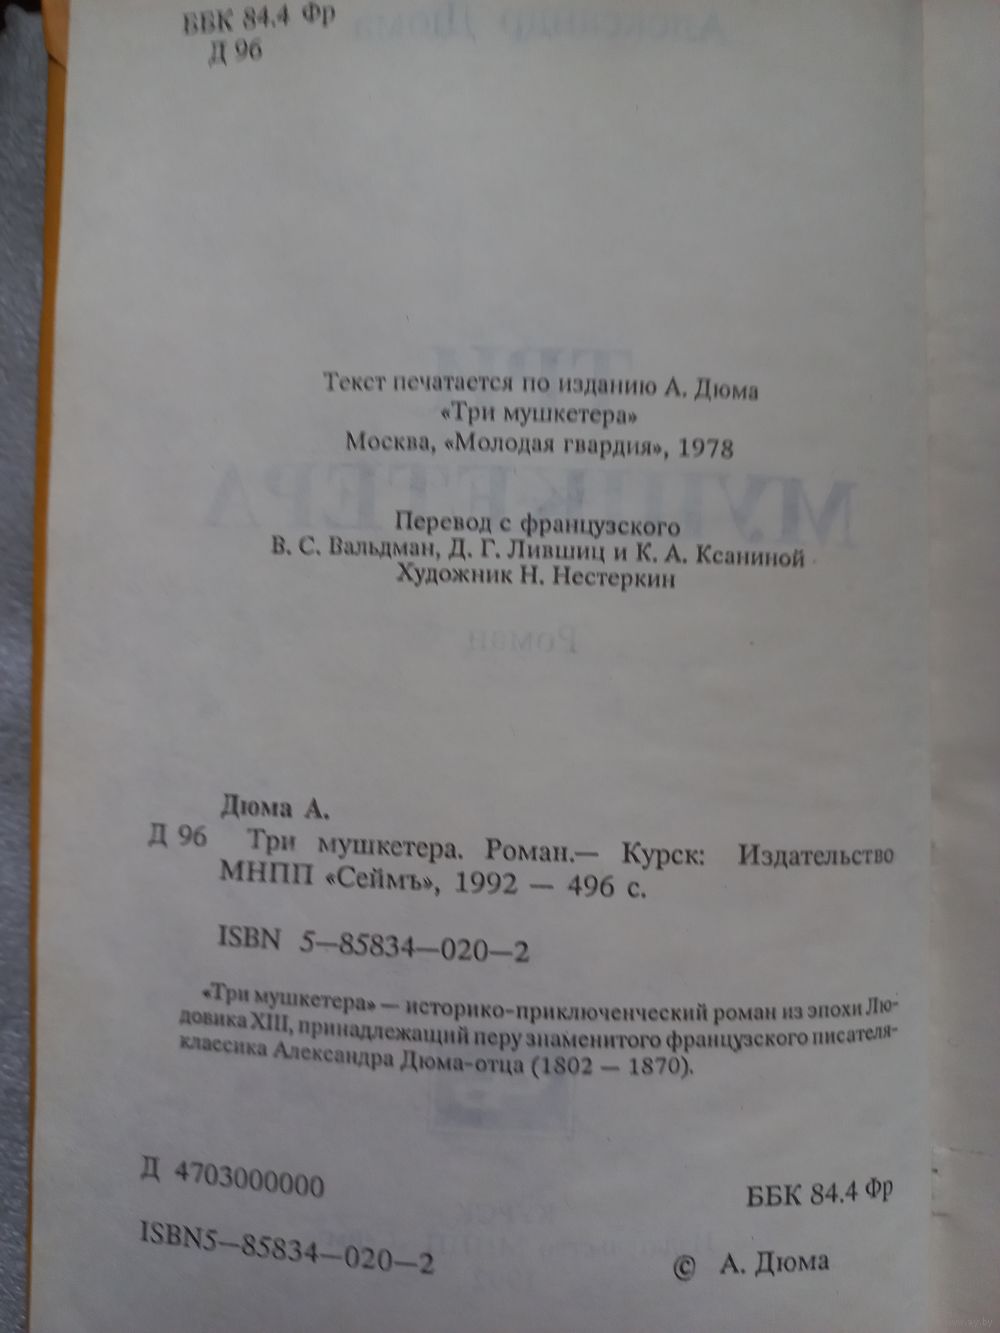 ББК 84.4 Фр
Д 96
Текст печатается по изданию А. Дюма
«Три мушкетера»
Москва, «Молодая гвардия», 1978
Перевод с французского
В. С. Вальдман, Д. Г. Лившиц и К. А. Ксаниной
Художник Н. Нестеркин
Дюма А.
Д 96 Три мушкетера. Роман.— Курск: Издательство
МНПП «Сеймъ», 1992 — 496 с.
ISBN 5—85834—020—2
«Три мушкетера» — историко-приключенческий роман из эпохи Лю-
довика XIII, принадлежащий перу знаменитого французского писателя-
классика Александра Дюма-отца (1802 — 1870).
Д 4703000000
ББК 84.4 Фр
ISBN5—85834—020—2
© А. Дюма